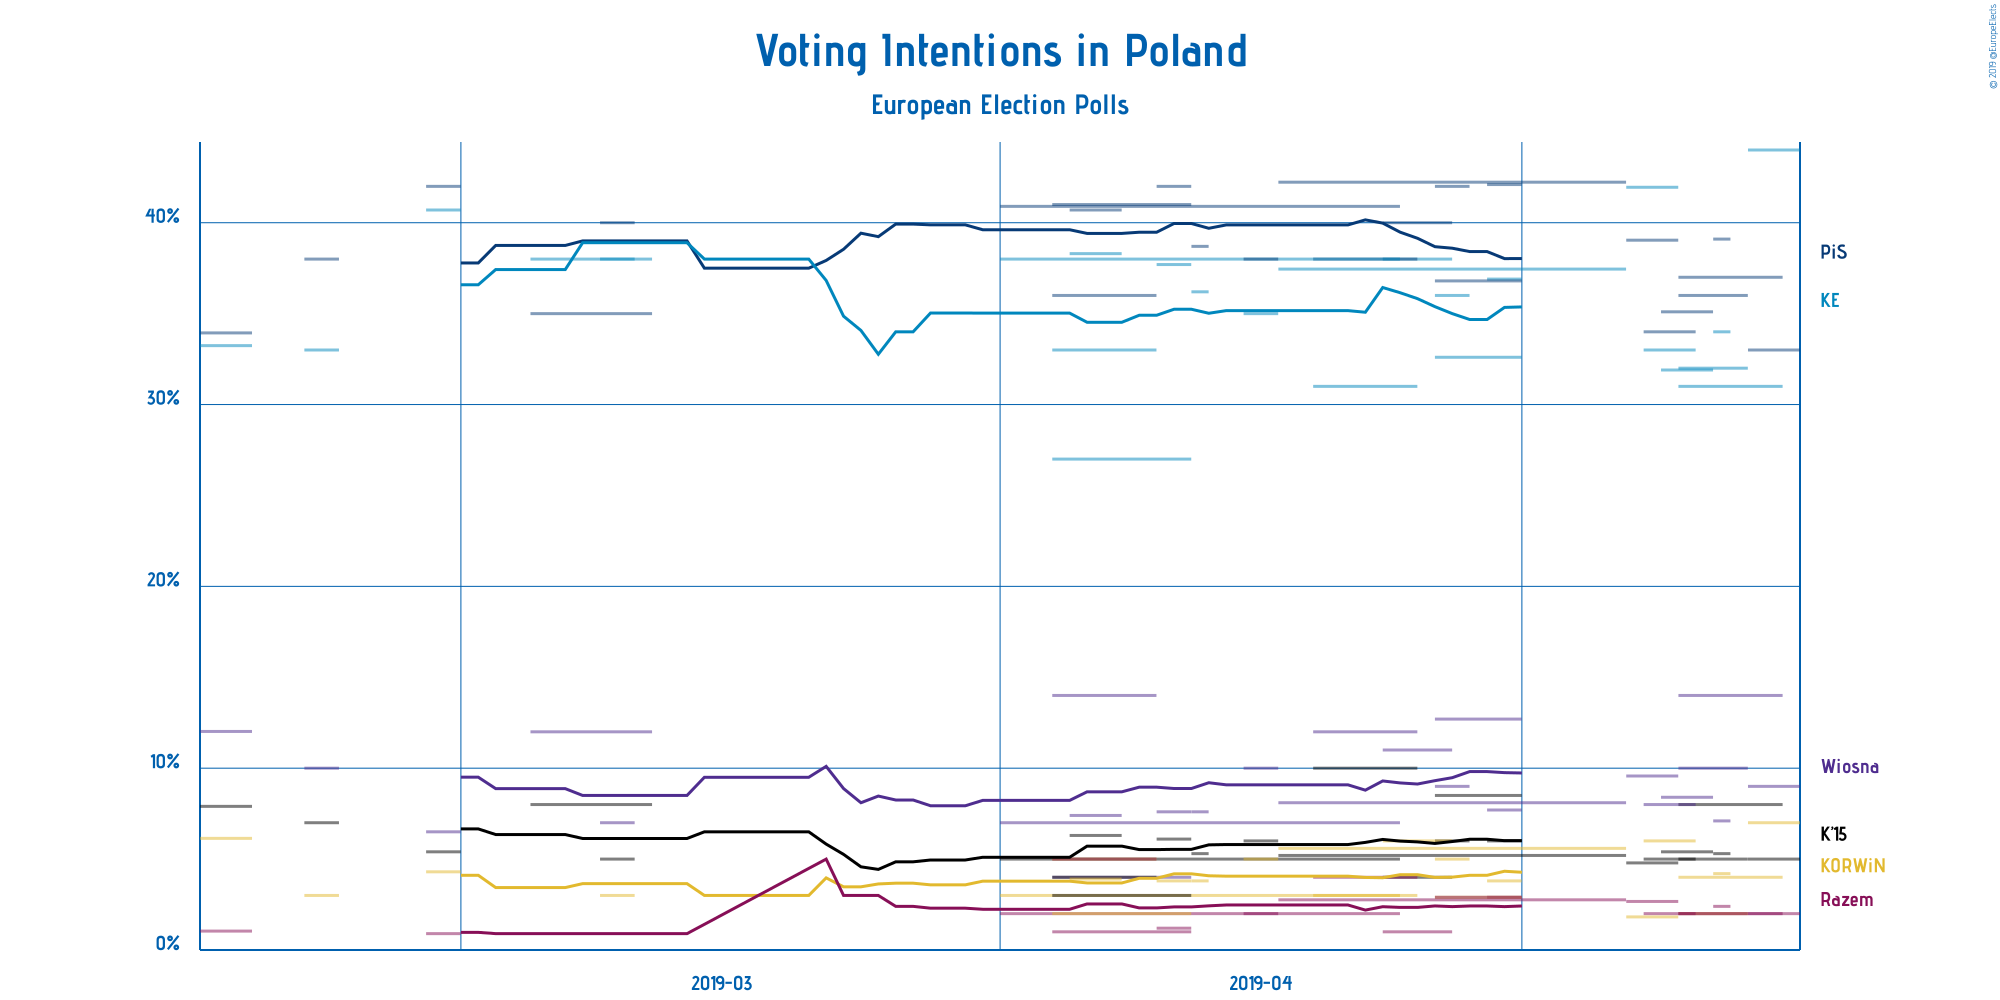 © 2019 @EuropeElects
Voting Intentions in Poland
European Election Polls
40%
30%
20%
10%
0%
PiS
KE
Wiosna
K'15
KORWiN
Razem
2019-03
2019-04